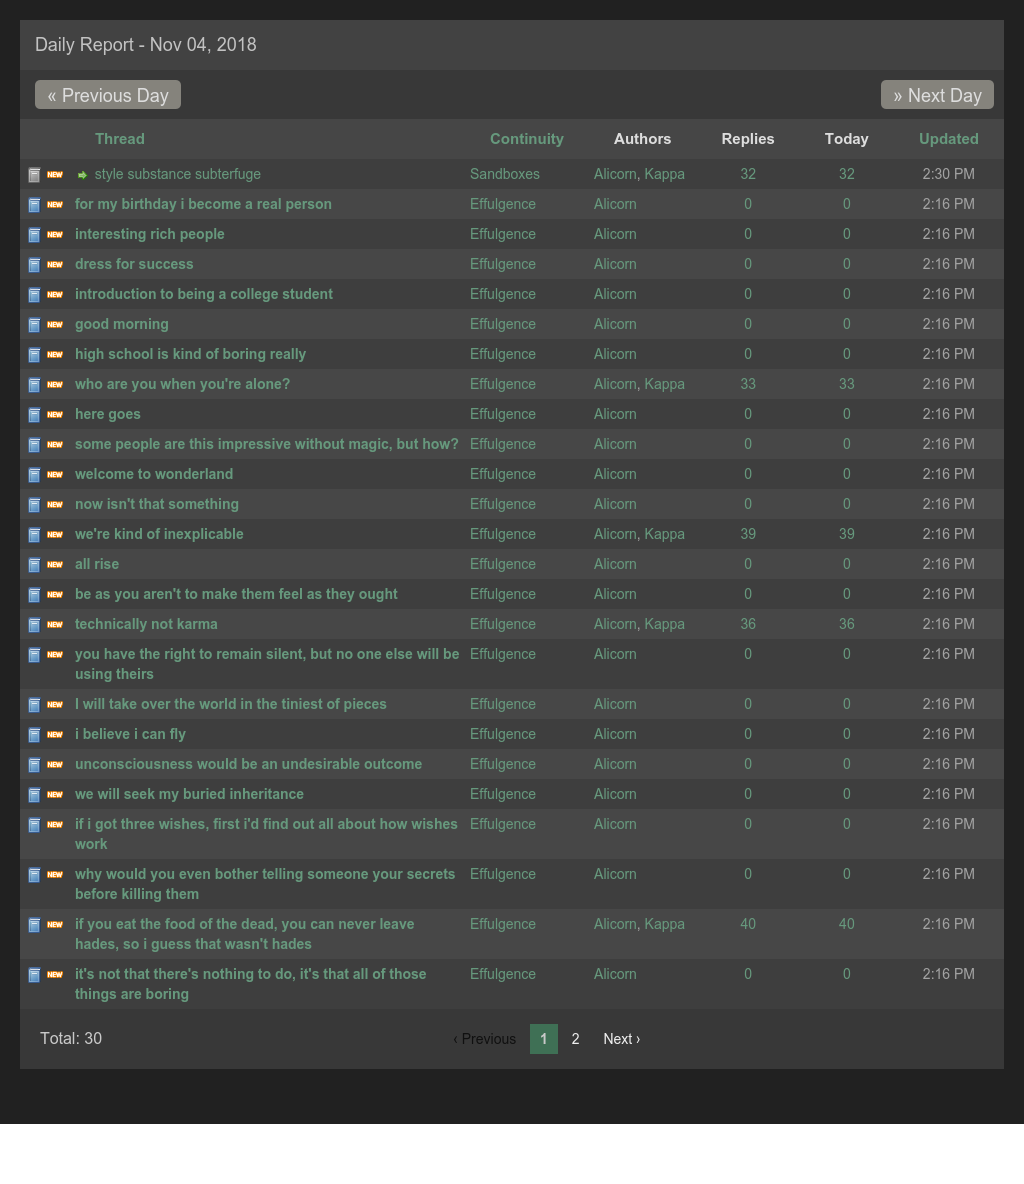 Daily Report - Nov 04, 2018
« Previous Day » Next Day
Thread Continuity Authors Replies Today Updated
NEW style substance subterfuge Sandboxes Alicorn, Kappa 32 32 2:30 PM
NEW for my birthday i become a real person Effulgence Alicorn 0 0 2:16 PM
NEW interesting rich people Effulgence Alicorn 0 0 2:16 PM
NEW dress for success Effulgence Alicorn 0 0 2:16 PM
NEW introduction to being a college student Effulgence Alicorn 0 0 2:16 PM
NEW good morning Effulgence Alicorn 0 0 2:16 PM
NEW high school is kind of boring really Effulgence Alicorn 0 0 2:16 PM
NEW who are you when you're alone? Effulgence Alicorn, Kappa 33 33 2:16 PM
NEW here goes Effulgence Alicorn 0 0 2:16 PM
NEW some people are this impressive without magic, but how? Effulgence Alicorn 0 0 2:16 PM
NEW welcome to wonderland Effulgence Alicorn 0 0 2:16 PM
NEW now isn't that something Effulgence Alicorn 0 0 2:16 PM
NEW we're kind of inexplicable Effulgence Alicorn, Kappa 39 39 2:16 PM
NEW all rise Effulgence Alicorn 0 0 2:16 PM
NEW be as you aren't to make them feel as they ought Effulgence Alicorn 0 0 2:16 PM
NEW technically not karma Effulgence Alicorn, Kappa 36 36 2:16 PM
NEW you have the right to remain silent, but no one else will be Effulgence Alicorn 0 0 2:16 PM
using theirs
NEW I will take over the world in the tiniest of pieces Effulgence Alicorn 0 0 2:16 PM
NEW i believe i can fly Effulgence Alicorn 0 0 2:16 PM
NEW unconsciousness would be an undesirable outcome Effulgence Alicorn 0 0 2:16 PM
NEW we will seek my buried inheritance Effulgence Alicorn 0 0 2:16 PM
NEW if i got three wishes, first i'd find out all about how wishes Effulgence Alicorn 0 0 2:16 PM
work
NEW why would you even bother telling someone your secrets Effulgence Alicorn 0 0 2:16 PM
before killing them
NEW if you eat the food of the dead, you can never leave Effulgence Alicorn, Kappa 40 40 2:16 PM
hades, so i guess that wasn't hades
NEW it's not that there's nothing to do, it's that all of those Effulgence Alicorn 0 0 2:16 PM
things are boring
Total: 30 ‹ Previous 1 2 Next ›